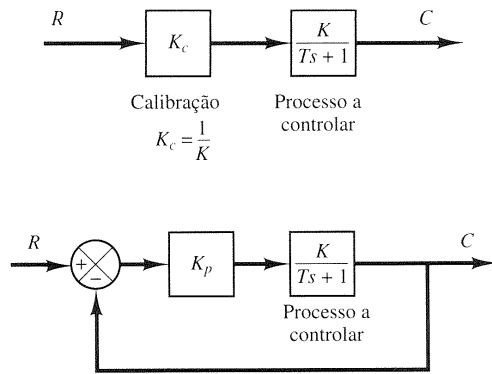 R
K_c
K
Ts + 1
C
Calibração
K_c = 1/K
Processo a
controlar
R
+
−
K_p
K
Ts + 1
C
Processo a
controlar